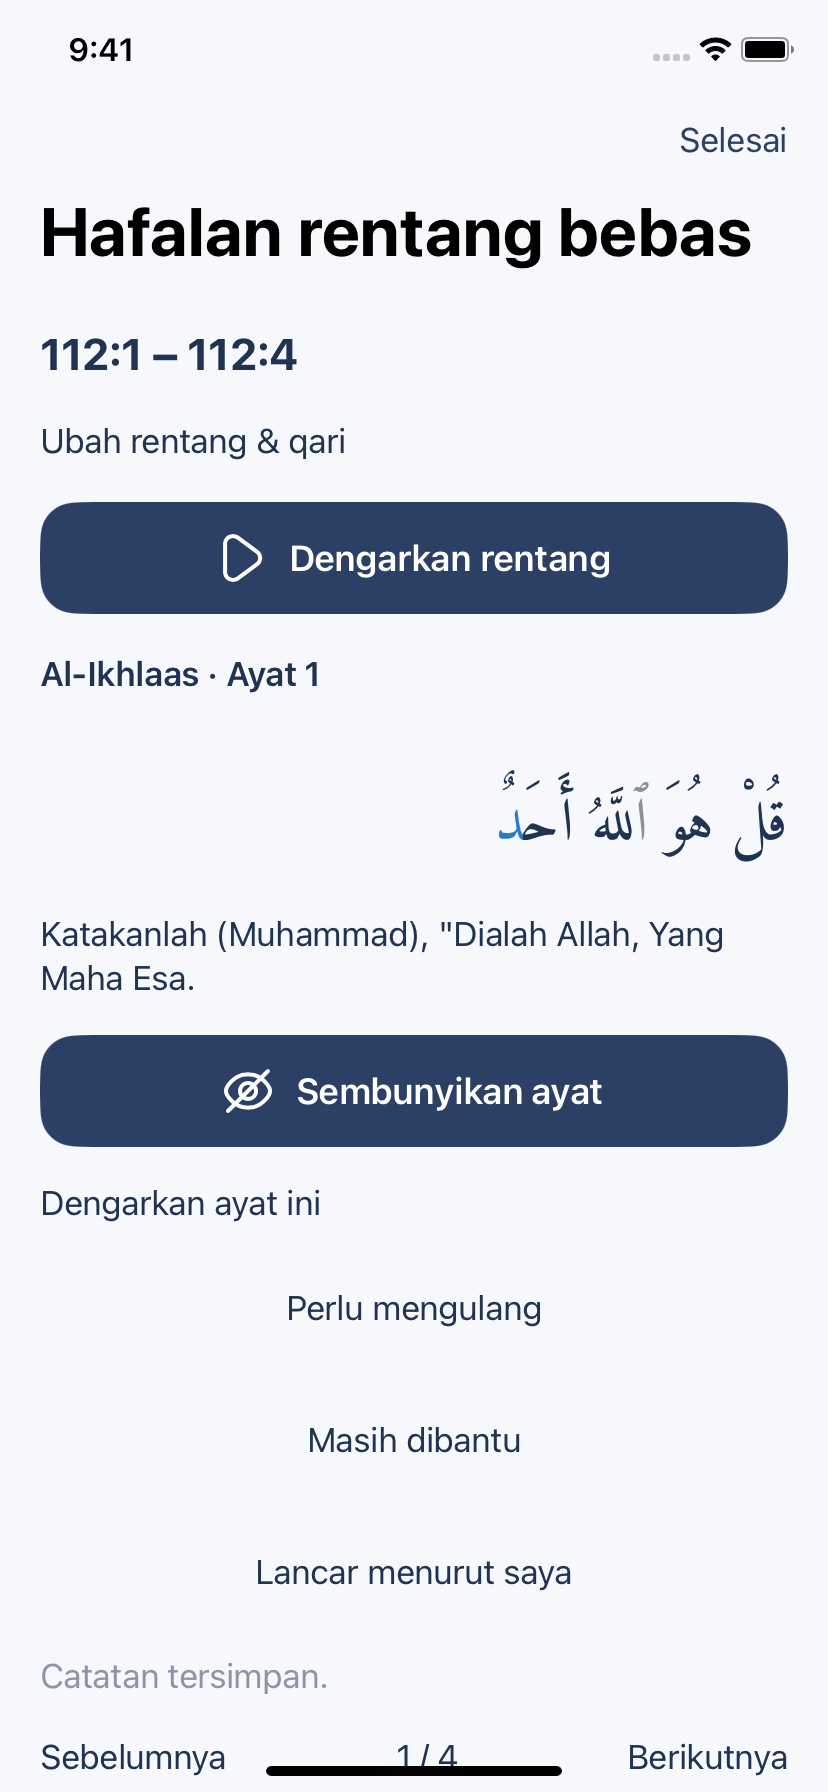 9:41
Selesai
Hafalan rentang bebas
112:1 – 112:4
Ubah rentang & qari
Dengarkan rentang
Al-Ikhlaas · Ayat 1
قُلْ هُوَ ٱللَّهُ أَحَدٌ
Katakanlah (Muhammad), "Dialah Allah, Yang
Maha Esa.
Sembunyikan ayat
Dengarkan ayat ini
Perlu mengulang
Masih dibantu
Lancar menurut saya
Catatan tersimpan.
Sebelumnya 1 / 4 Berikutnya